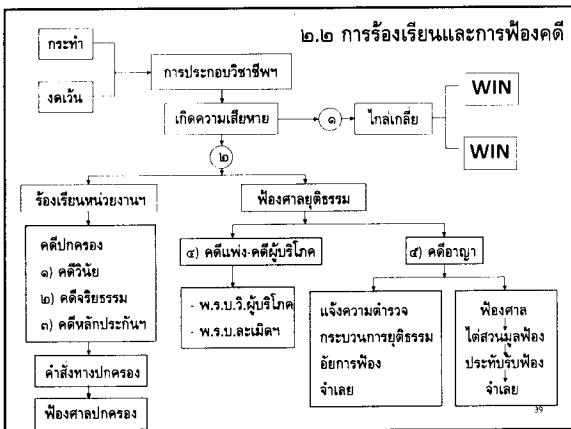 ๒.๒ การร้องเรียนและการฟ้องคดี
กระทำ
งดเว้น
การประกอบวิชาชีพฯ
เกิดความเสียหาย
๑
ไกล่เกลี่ย
WIN
WIN
๒
ร้องเรียนหน่วยงานฯ
ฟ้องศาลยุติธรรม
คดีปกครอง
๑) คดีวินัย
๒) คดีจริยธรรม
๓) คดีหลักประกันฯ
คำสั่งทางปกครอง
ฟ้องศาลปกครอง
๔) คดีแพ่ง-คดีผู้บริโภค
- พ.ร.บ.วิ.ผู้บริโภค
- พ.ร.บ.ละเมิดฯ
๕) คดีอาญา
แจ้งความตำรวจ
กระบวนการยุติธรรม
อัยการฟ้อง
จำเลย
ฟ้องศาล
ไต่สวนมูลฟ้อง
ประทับรับฟ้อง
จำเลย
39